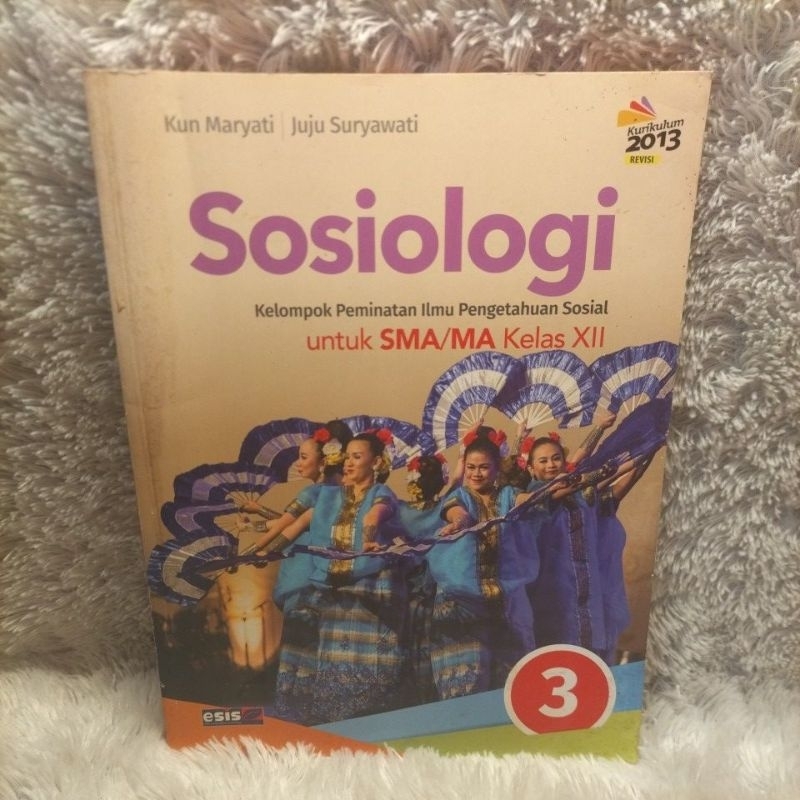 Kun Maryati | Juju Suryawati
Kurikulum
2013
REVISI
Sosiologi
Kelompok Peminatan Ilmu Pengetahuan Sosial
untuk SMA/MA Kelas XII
3
esis